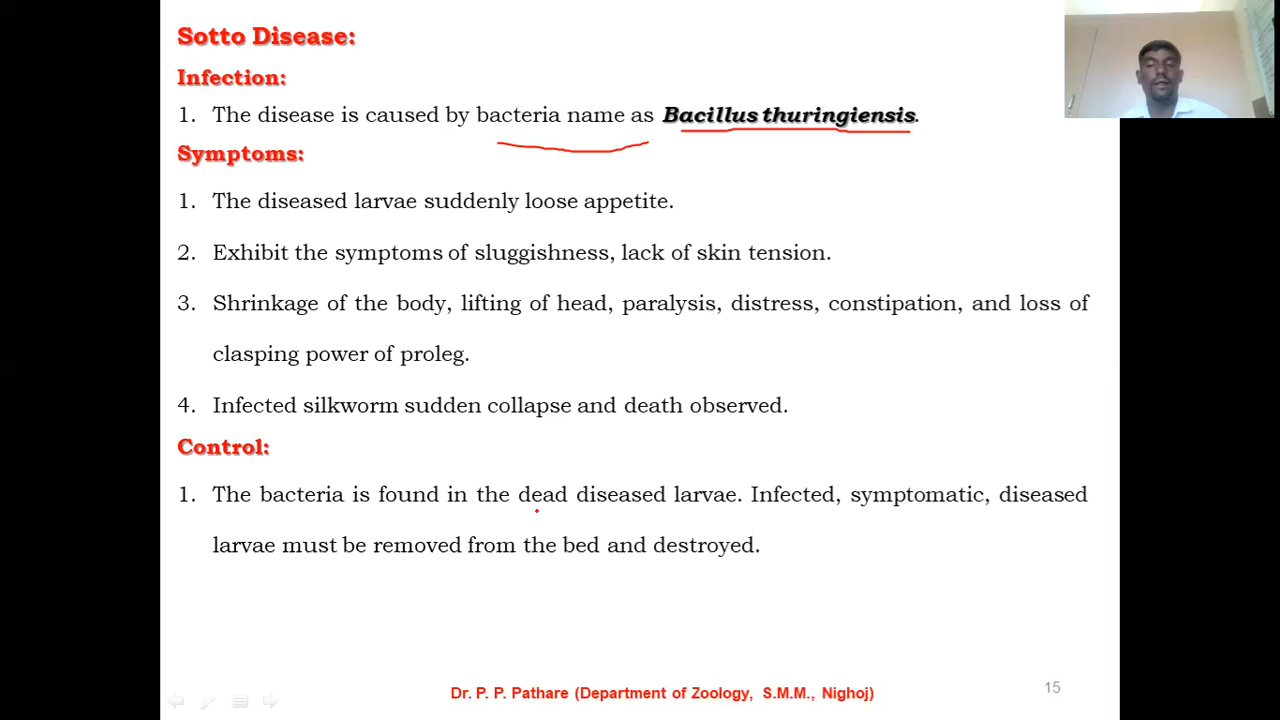 Sotto Disease:
Infection:
1. The disease is caused by bacteria name as Bacillus thuringiensis.
Symptoms:
1. The diseased larvae suddenly loose appetite.
2. Exhibit the symptoms of sluggishness, lack of skin tension.
3. Shrinkage of the body, lifting of head, paralysis, distress, constipation, and loss of
clasping power of proleg.
4. Infected silkworm sudden collapse and death observed.
Control:
1. The bacteria is found in the dead diseased larvae. Infected, symptomatic, diseased
larvae must be removed from the bed and destroyed.
Dr. P. P. Pathare (Department of Zoology, S.M.M., Nighoj)
15